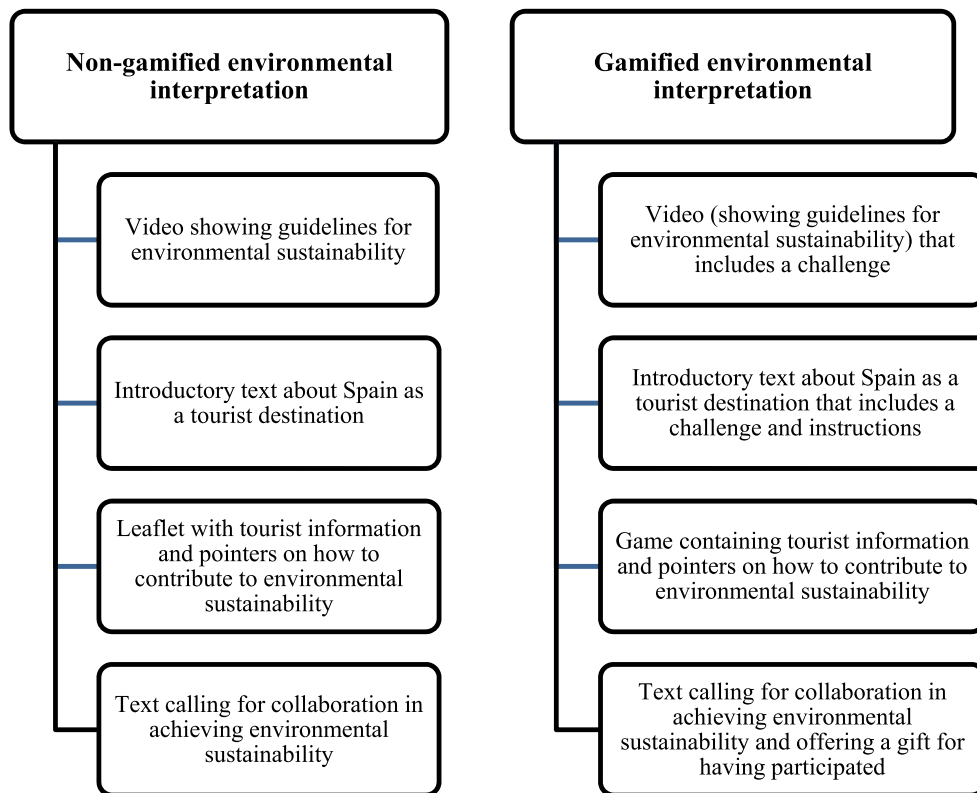 Non-gamified environmental
interpretation
Video showing guidelines for
environmental sustainability
Introductory text about Spain as
a tourist destination
Leaflet with tourist information
and pointers on how to
contribute to environmental
sustainability
Text calling for collaboration in
achieving environmental
sustainability
Gamified environmental
interpretation
Video (showing guidelines for
environmental sustainability) that
includes a challenge
Introductory text about Spain as a
tourist destination that includes a
challenge and instructions
Game containing tourist information
and pointers on how to contribute to
environmental sustainability
Text calling for collaboration in
achieving environmental
sustainability and offering a gift for
having participated